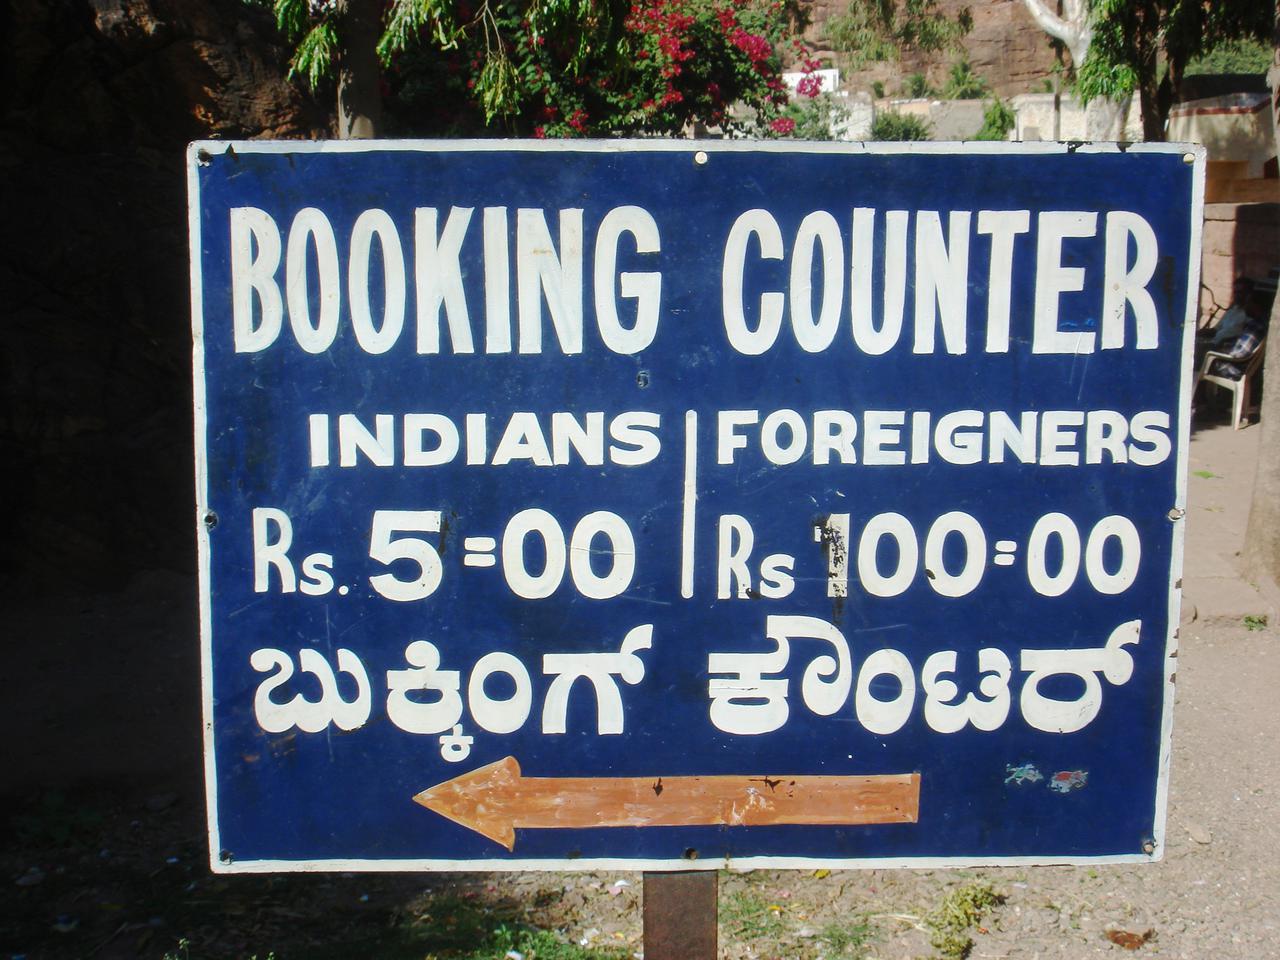 BOOKING COUNTER
INDIANS | FOREIGNERS
Rs. 5=00 | Rs 100=00
ಬುಕ್ಕಿಂಗ್ ಕೌಂಟರ್